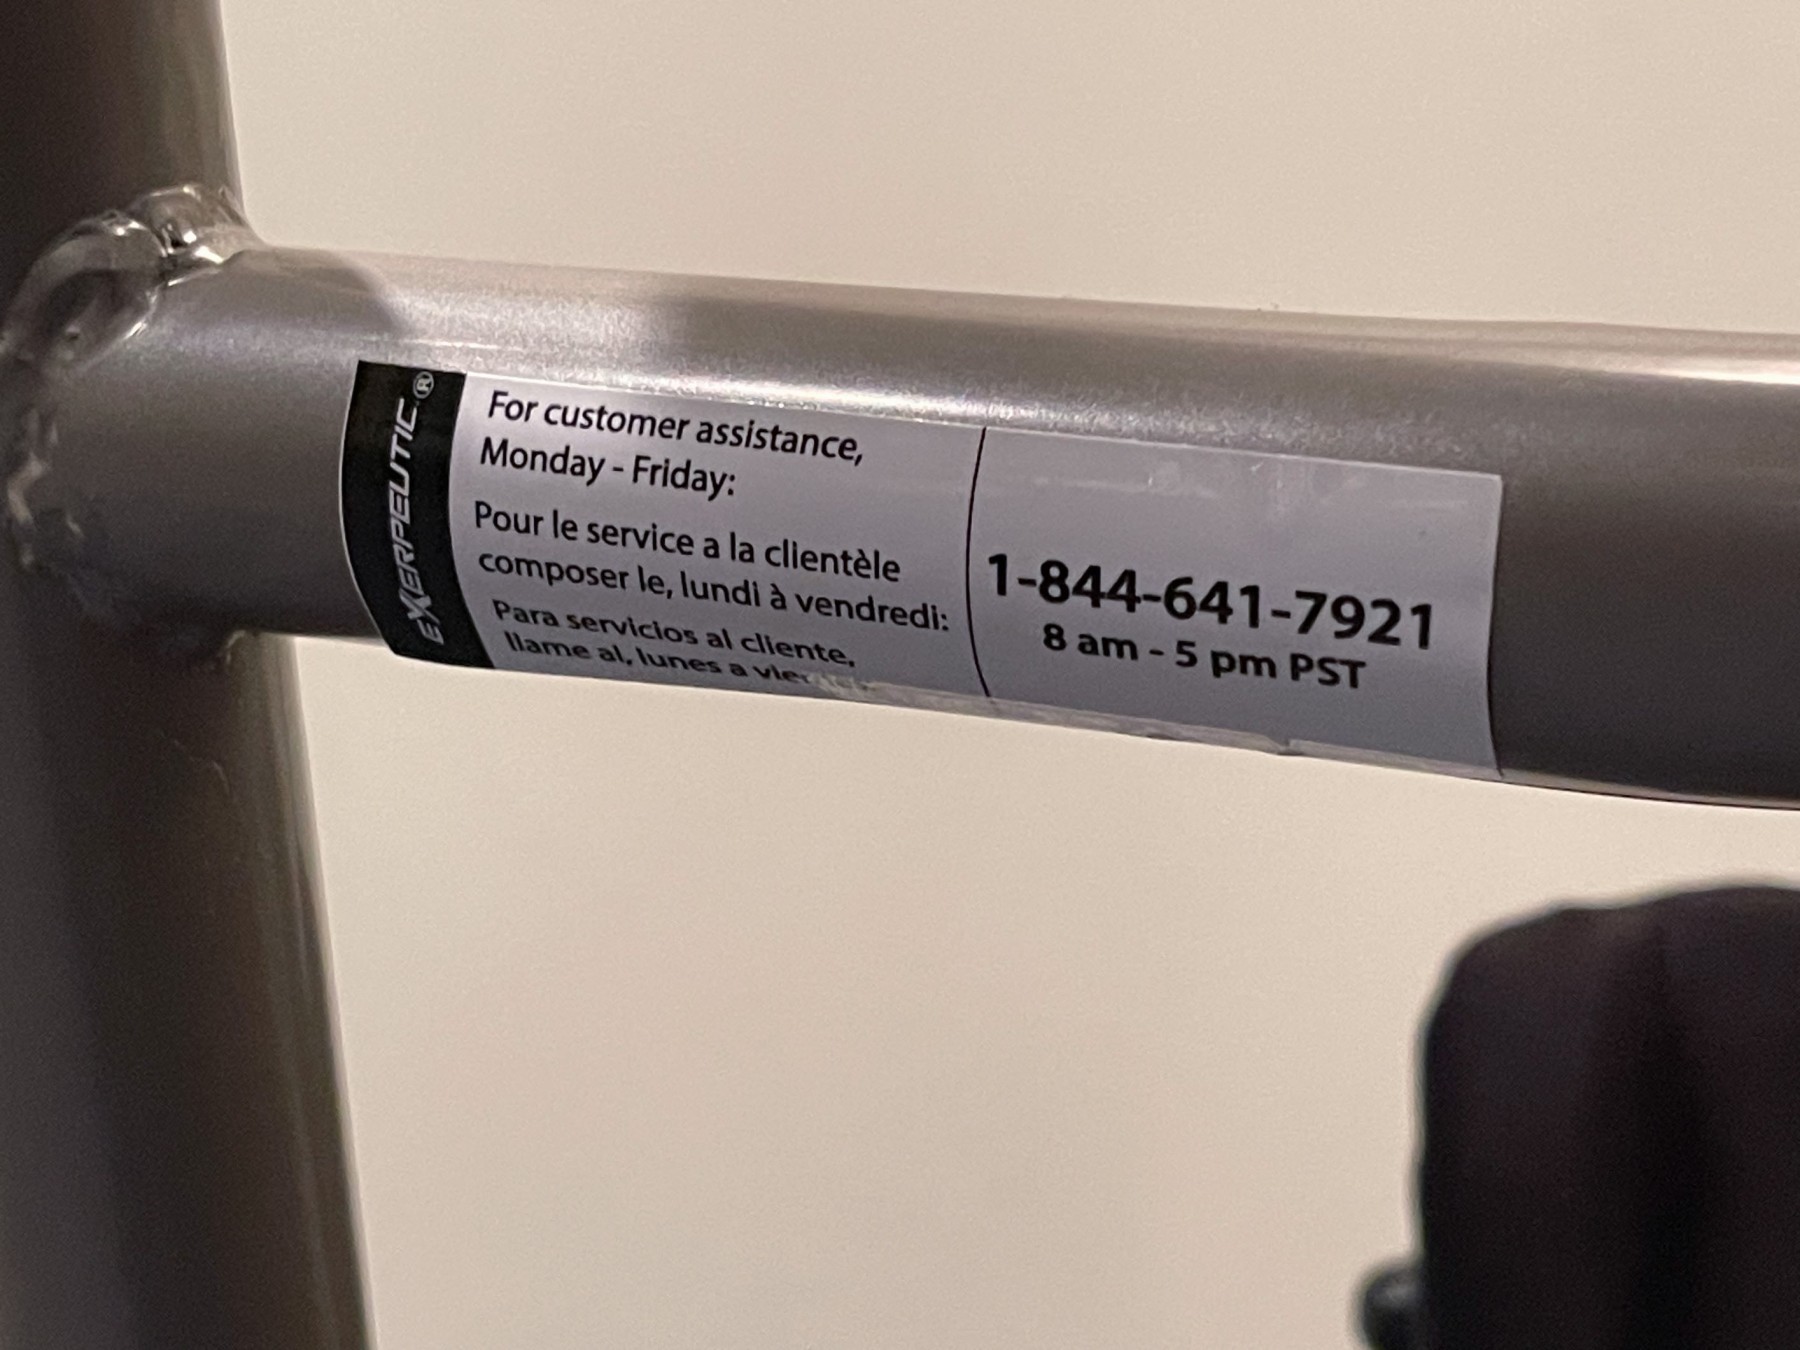 EXERPEUTIC®
For customer assistance,
Monday - Friday:
Pour le service a la clientèle
composer le, lundi à vendredi:
Para servicios al cliente,
llame al, lunes a
1-844-641-7921
8 am - 5 pm PST